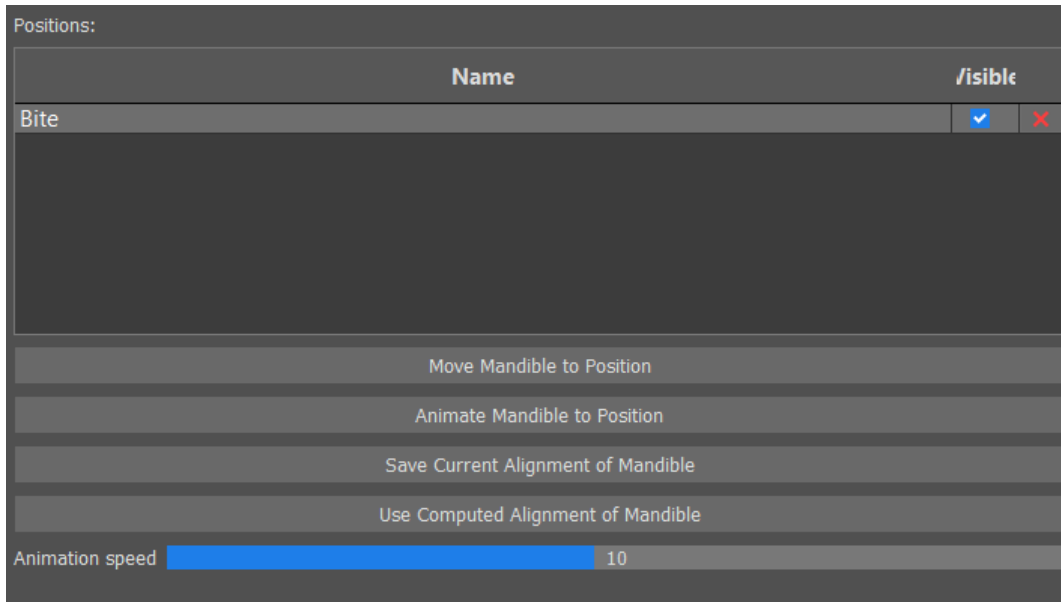 Positions:
Name Visible
Bite
Move Mandible to Position
Animate Mandible to Position
Save Current Alignment of Mandible
Use Computed Alignment of Mandible
Animation speed 10